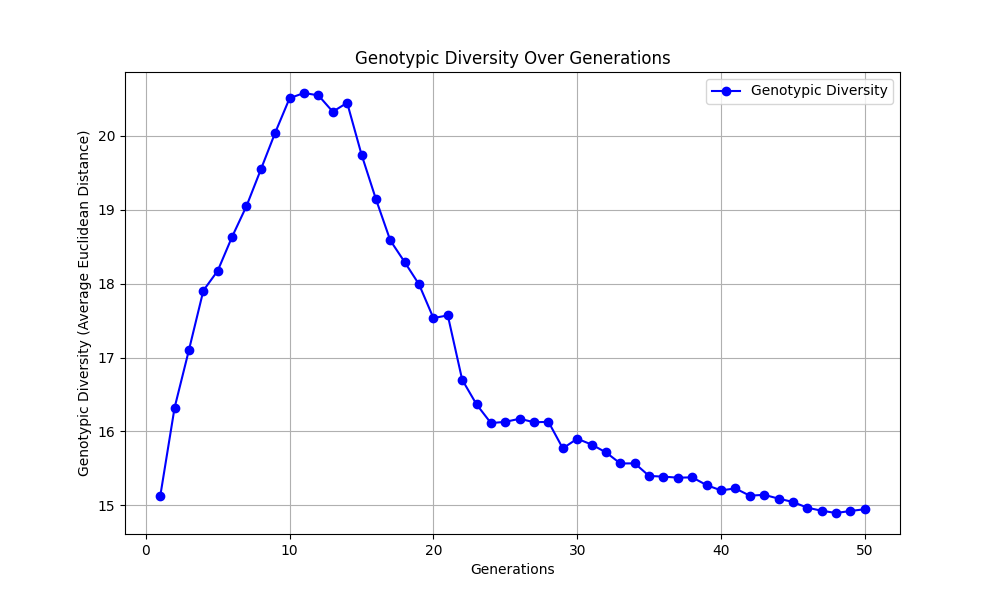 Genotypic Diversity Over Generations
Genotypic Diversity
Genotypic Diversity (Average Euclidean Distance)
20
19
18
17
16
15
0 10 20 30 40 50
Generations